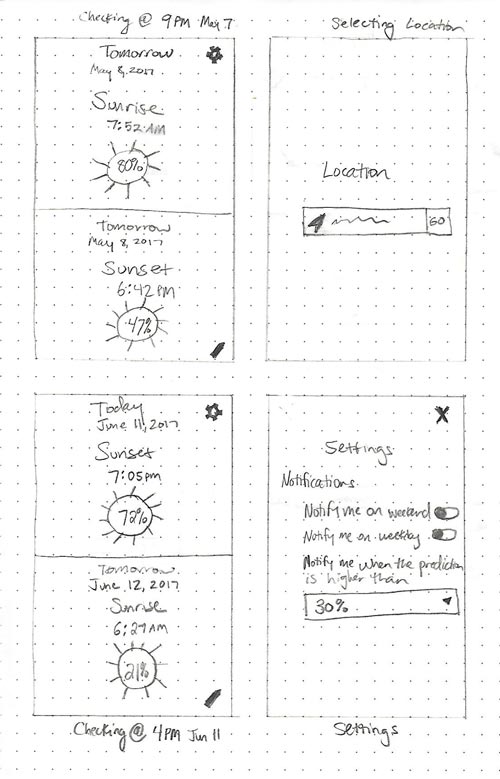 Checking @ 9PM May 7
Tomorrow
May 8, 2017
Sunrise
7:52 AM
80%
Tomorrow
May 8, 2017
Sunset
6:42 PM
47%
Selecting Location
Location
GO
Today
June 11, 2017
Sunset
7:05 PM
72%
Tomorrow
June 12, 2017
Sunrise
6:27 AM
21%
Checking @ 4PM Jun 11
X
Settings
Notifications
Notify me on weekend
Notify me on weekday
Notify me when the prediction
is higher than
30%
Settings